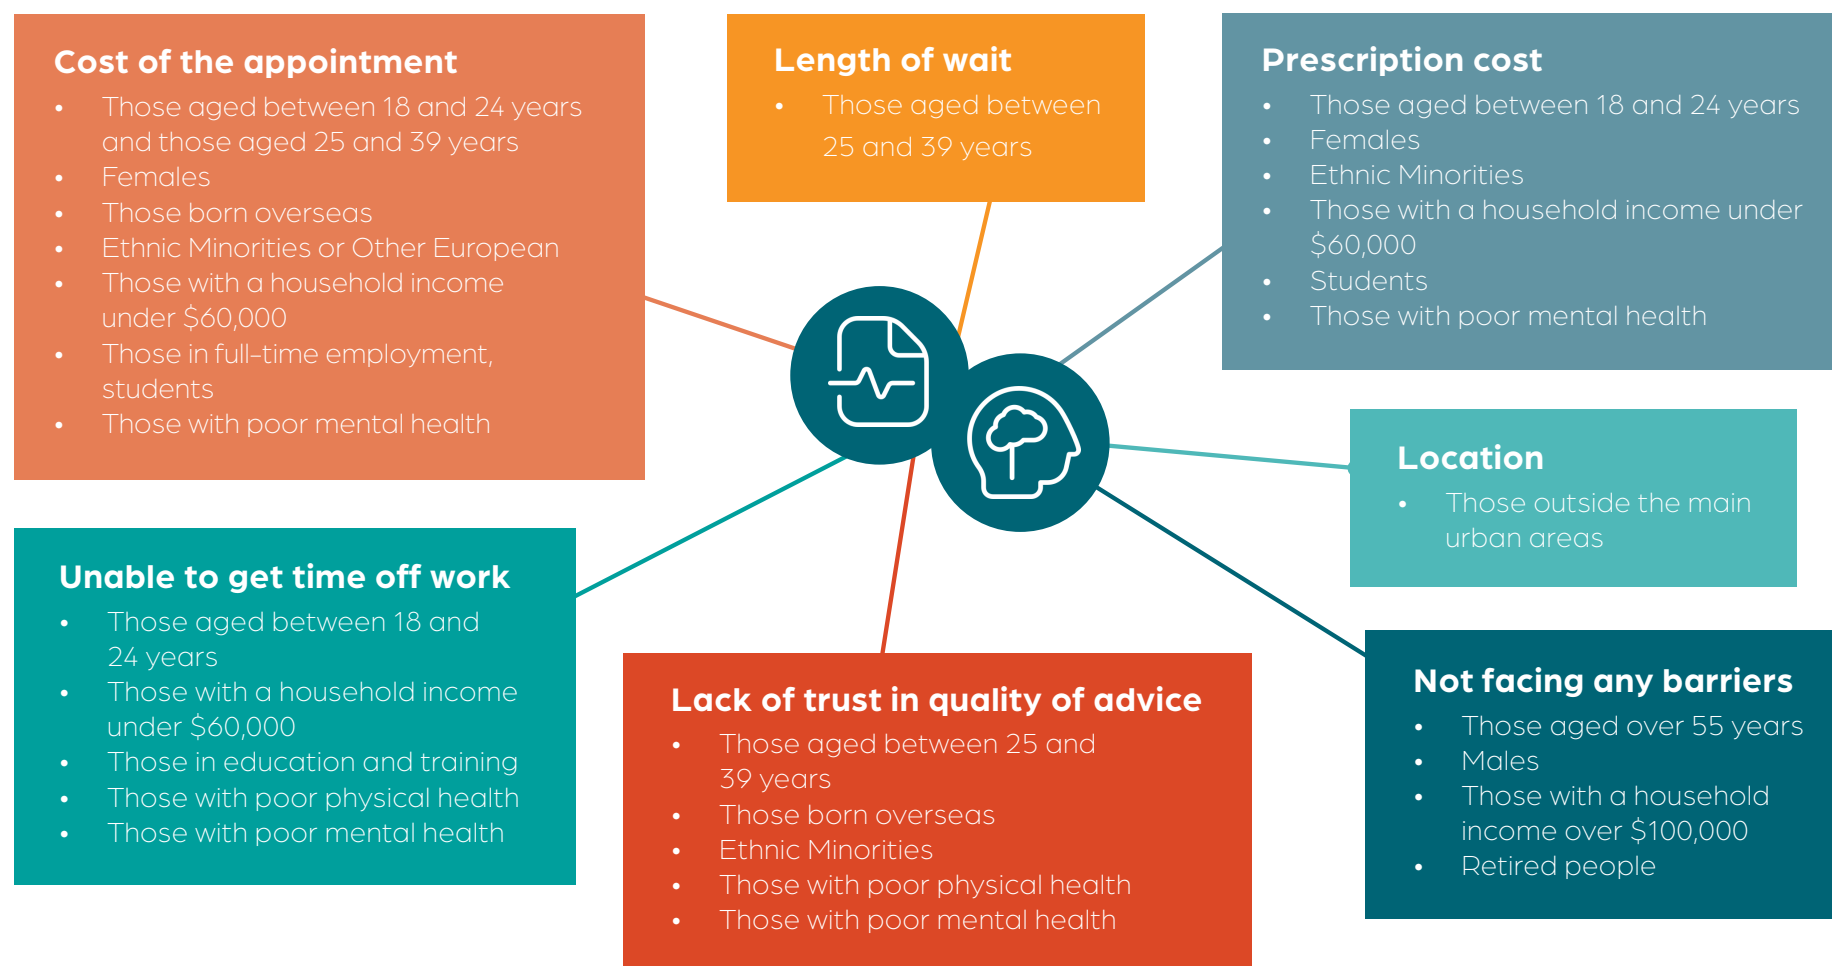 Cost of the appointment
• Those aged between 18 and 24 years
and those aged 25 and 39 years
• Females
• Those born overseas
• Ethnic Minorities or Other European
• Those with a household income
under $60,000
• Those in full-time employment,
students
• Those with poor mental health
Length of wait
• Those aged between
25 and 39 years
Prescription cost
• Those aged between 18 and 24 years
• Females
• Ethnic Minorities
• Those with a household income under
$60,000
• Students
• Those with poor mental health
Location
• Those outside the main
urban areas
Unable to get time off work
• Those aged between 18 and
24 years
• Those with a household income
under $60,000
• Those in education and training
• Those with poor physical health
• Those with poor mental health
Lack of trust in quality of advice
• Those aged between 25 and
39 years
• Those born overseas
• Ethnic Minorities
• Those with poor physical health
• Those with poor mental health
Not facing any barriers
• Those aged over 55 years
• Males
• Those with a household
income over $100,000
• Retired people